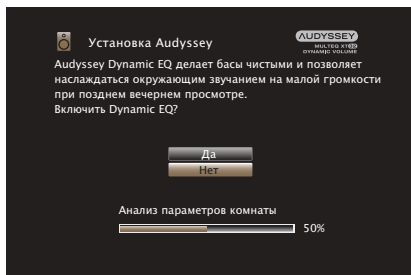 Установка Audyssey
AUDYSSEY
MULTEQ XT32
DYNAMIC VOLUME
Audyssey Dynamic EQ делает басы чистыми и позволяет
наслаждаться окружающим звучанием на малой громкости
при позднем вечернем просмотре.
Включить Dynamic EQ?
Да
Нет
Анализ параметров комнаты
50%